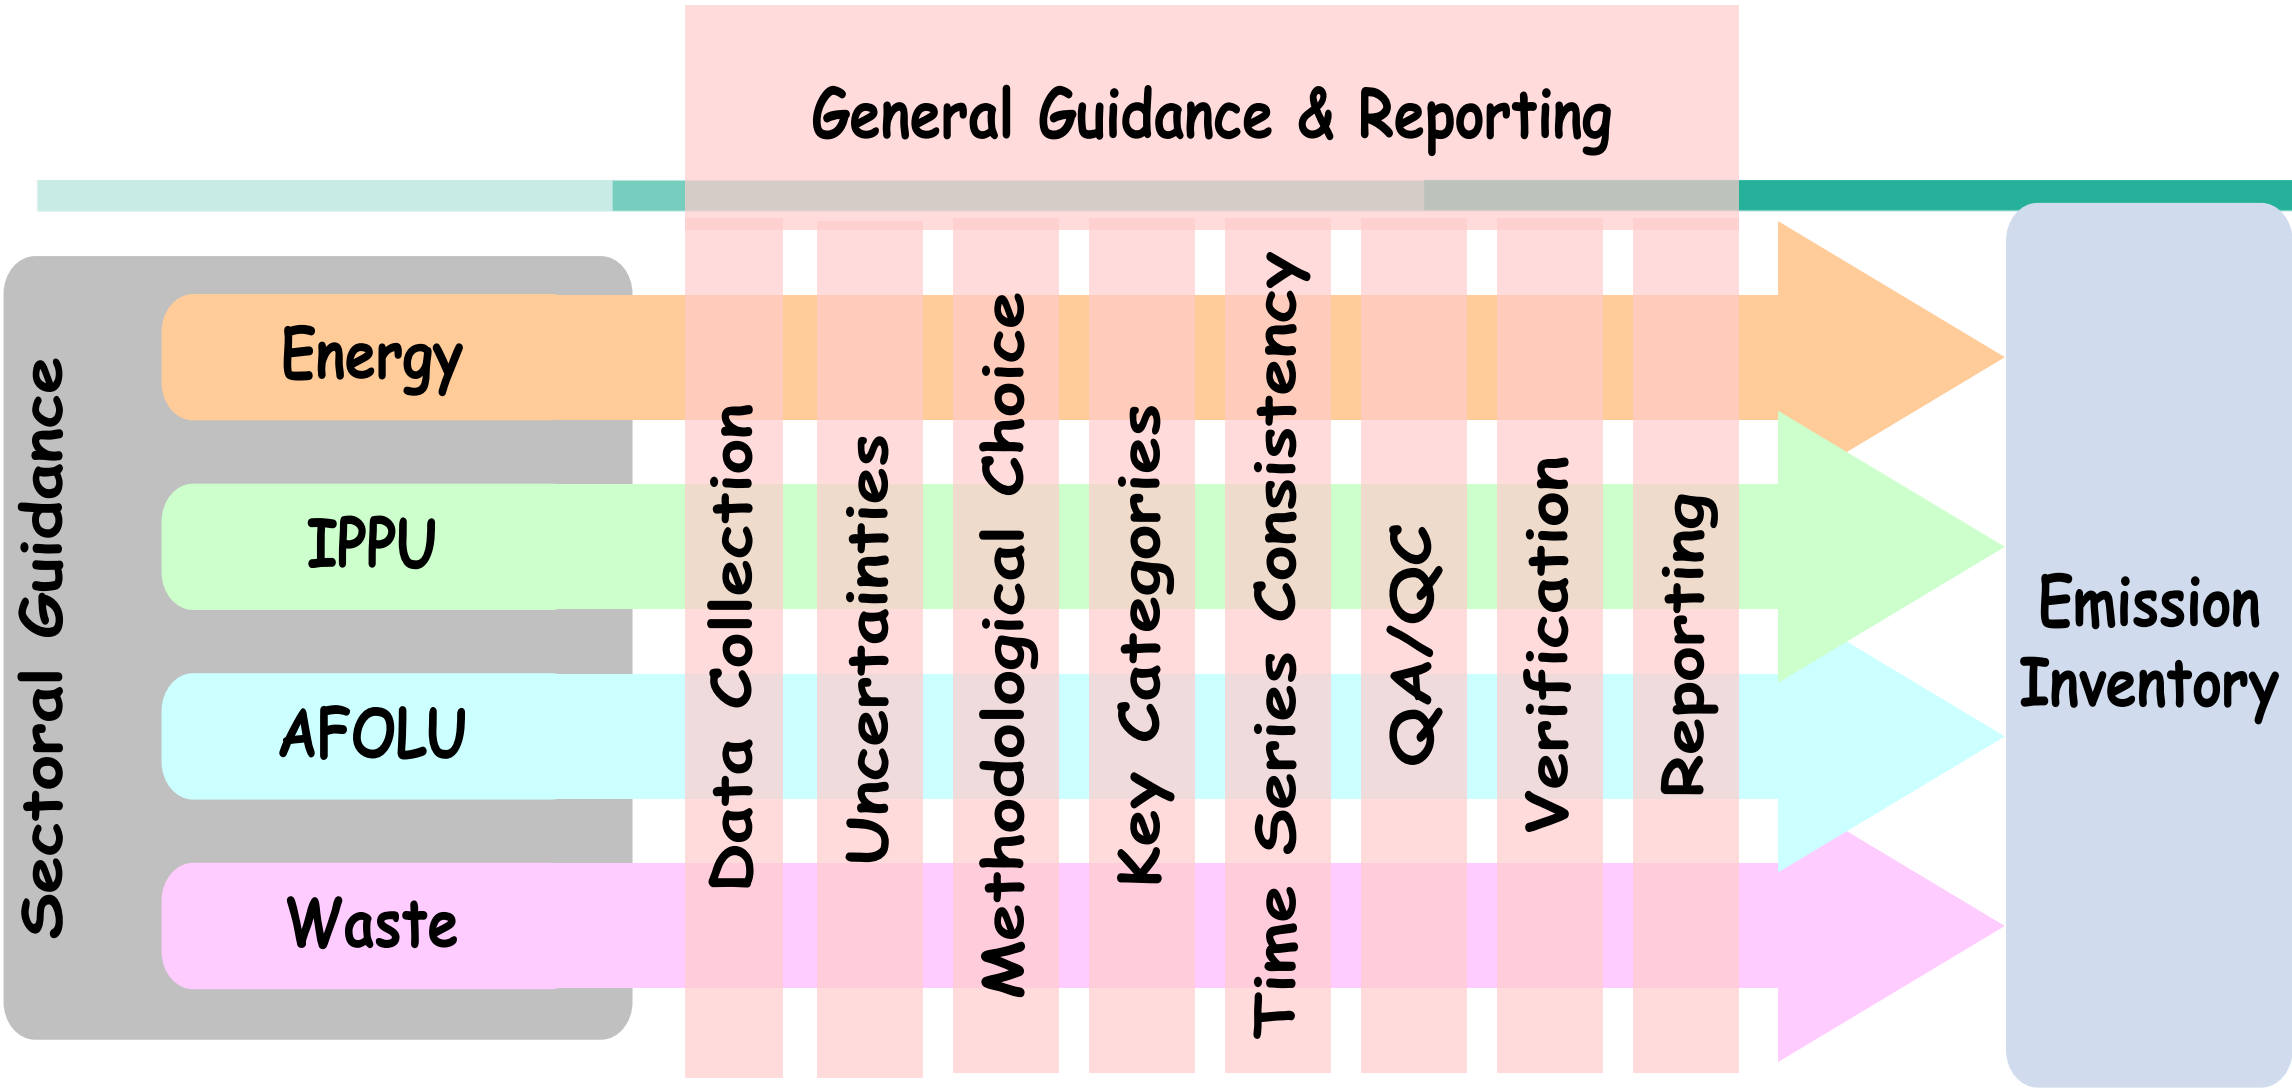 General Guidance & Reporting
Sectoral Guidance
Energy
IPPU
AFOLU
Waste
Data Collection
Uncertainties
Methodological Choice
Key Categories
Time Series Consistency
QA/QC
Verification
Reporting
Emission
Inventory